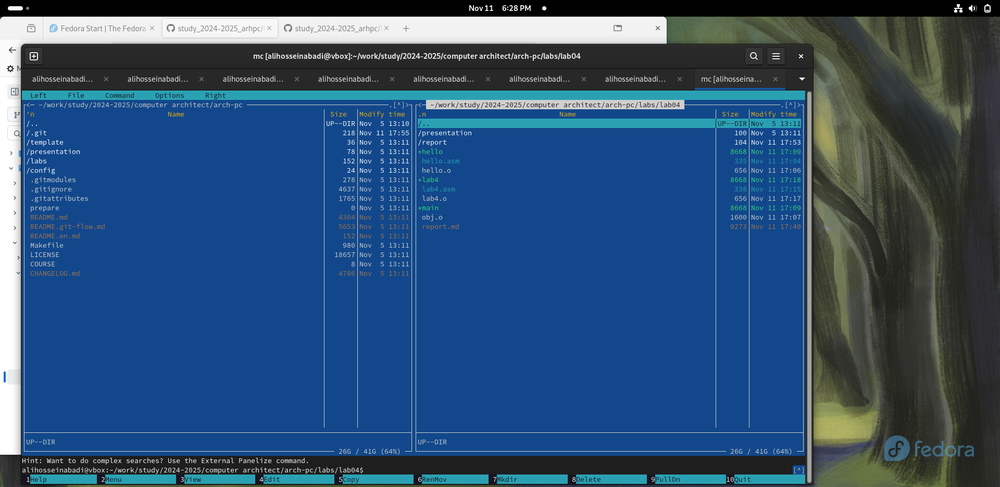 Nov 11 6:28 PM
Fedora Start | The Fedora
study_2024-2025_arhpc/
study_2024-2025_arhpc/
mc [alihosseinabadi@vbox]:~/work/study/2024-2025/computer architect/arch-pc/labs/lab04
alihosseinabadi… alihosseinabadi… alihosseinabadi… alihosseinabadi… alihosseinabadi… alihosseinabadi… alihosseinabadi… mc [alihosseina…
Left File Command Options Right
<─ ~/work/study/2024-2025/computer architect/arch-pc ─.[^]>
'n Name Size Modify time
/.. UP--DIR Nov 5 13:10
/.git 218 Nov 11 17:55
/template 36 Nov 5 13:11
/presentation 78 Nov 5 13:11
/labs 152 Nov 5 13:11
/config 24 Nov 5 13:11
.gitmodules 278 Nov 5 13:11
.gitignore 4637 Nov 5 13:11
.gitattributes 1765 Nov 5 13:11
prepare 0 Nov 5 13:11
README.md 4304 Nov 5 13:11
README.git-flow.md 5653 Nov 5 13:11
README.en.md 152 Nov 5 13:11
Makefile 980 Nov 5 13:11
LICENSE 18657 Nov 5 13:11
COURSE 8 Nov 5 13:11
CHANGELOG.md 4786 Nov 5 13:11
UP--DIR
26G / 41G (64%)
<─ ~/work/study/2024-2025/computer architect/arch-pc/labs/lab04 ─.[^]>
.n Name Size Modify time
/.. UP--DIR Nov 5 13:11
/presentation 100 Nov 5 13:11
/report 104 Nov 11 17:53
*hello 8668 Nov 11 17:09
hello.asm 335 Nov 11 17:04
hello.o 656 Nov 11 17:06
*lab4 8668 Nov 11 17:18
lab4.asm 338 Nov 11 17:15
lab4.o 656 Nov 11 17:17
*main 8668 Nov 11 17:09
obj.o 1600 Nov 11 17:07
report.md 9273 Nov 11 17:40
UP--DIR
26G / 41G (64%)
Hint: Want to do complex searches? Use the External Panelize command.
alihosseinabadi@vbox:~/work/study/2024-2025/computer architect/arch-pc/labs/lab04$ [^]
1Help 2Menu 3View 4Edit 5Copy 6RenMov 7Mkdir 8Delete 9PullDn 10Quit
fedora